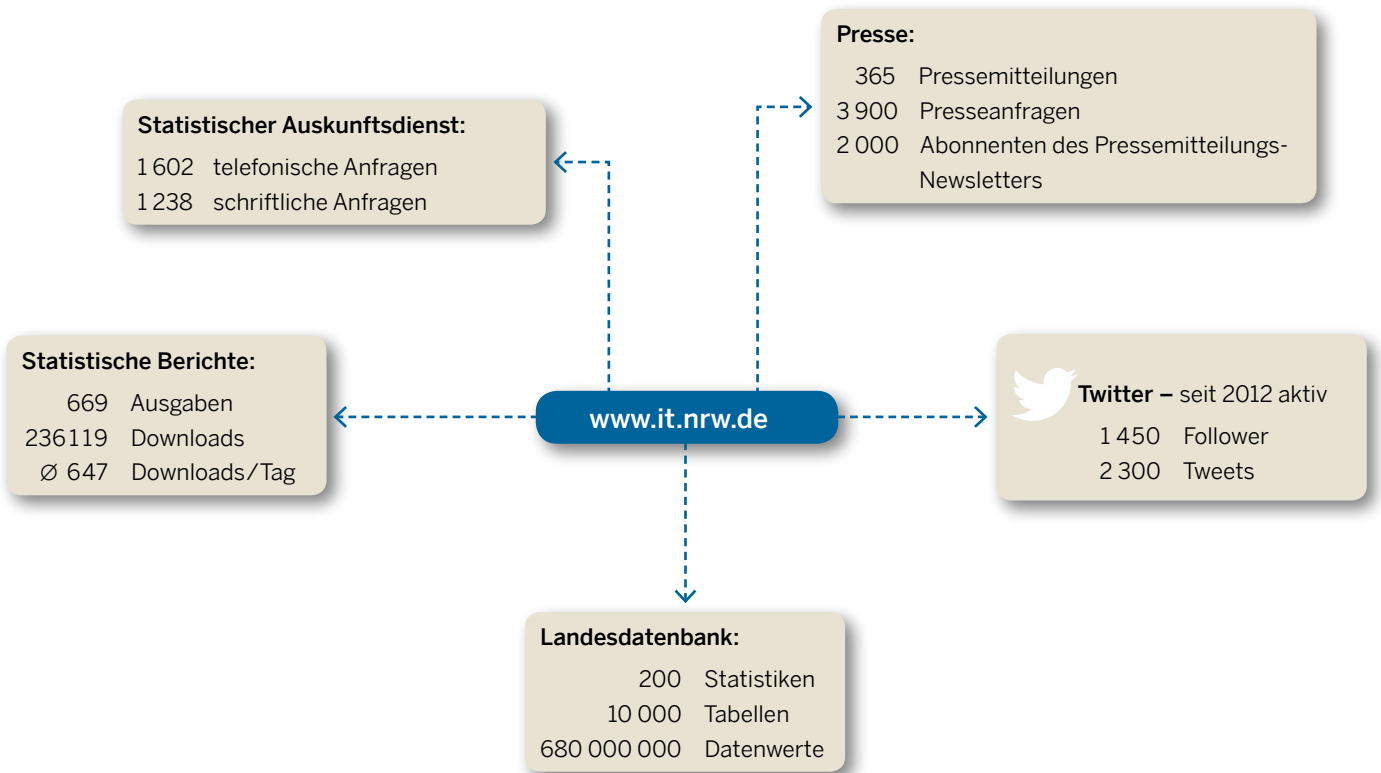 Presse:
365 Pressemitteilungen
3 900 Presseanfragen
2 000 Abonnenten des Pressemitteilungs-
Newsletters
Statistischer Auskunftsdienst:
1 602 telefonische Anfragen
1 238 schriftliche Anfragen
Statistische Berichte:
669 Ausgaben
236 119 Downloads
Ø 647 Downloads/Tag
www.it.nrw.de
Twitter – seit 2012 aktiv
1 450 Follower
2 300 Tweets
Landesdatenbank:
200 Statistiken
10 000 Tabellen
680 000 000 Datenwerte